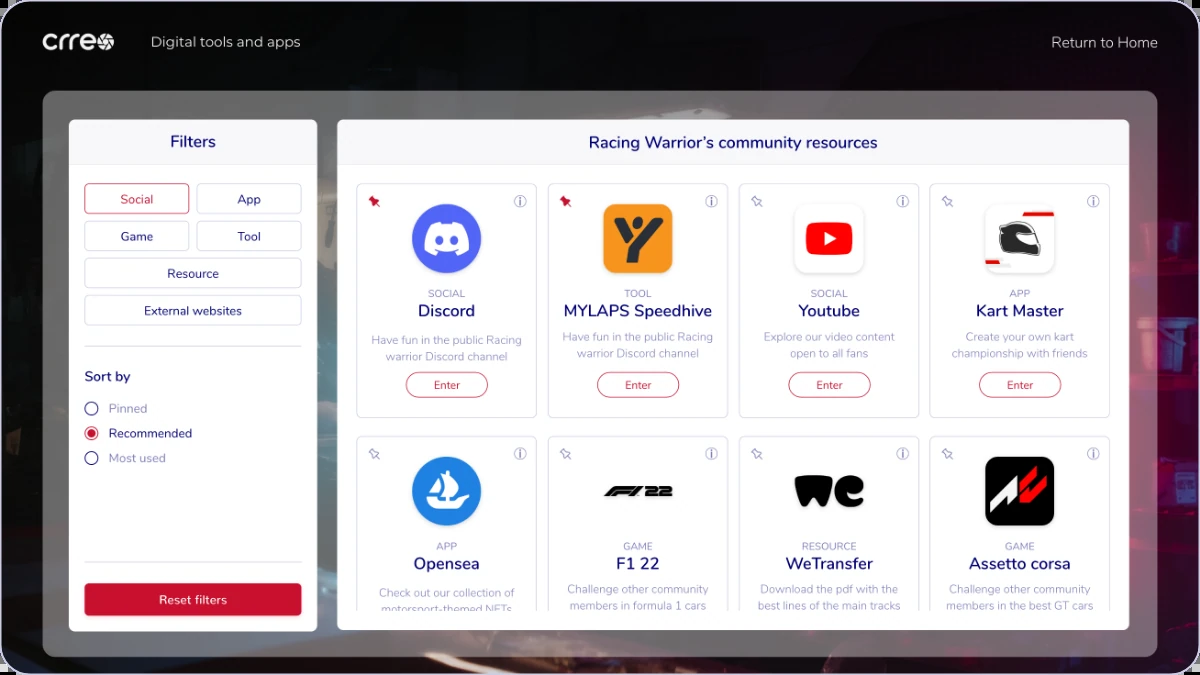 crreo
Digital tools and apps
Return to Home
Filters
Social
App
Game
Tool
Resource
External websites
Sort by
Pinned
Recommended
Most used
Reset filters
Racing Warrior's community resources
SOCIAL
Discord
Have fun in the public Racing
warrior Discord channel
Enter
TOOL
MYLAPS Speedhive
Have fun in the public Racing
warrior Discord channel
Enter
SOCIAL
Youtube
Explore our video content
open to all fans
Enter
APP
Kart Master
Create your own kart
championship with friends
Enter
APP
Opensea
Check out our collection of
motorsport-themed NFTs
F1 22
GAME
F1 22
Challenge other community
members in formula 1 cars
we
RESOURCE
WeTransfer
Download the pdf with the
best lines of the main tracks
GAME
Assetto corsa
Challenge other community
members in the best GT cars